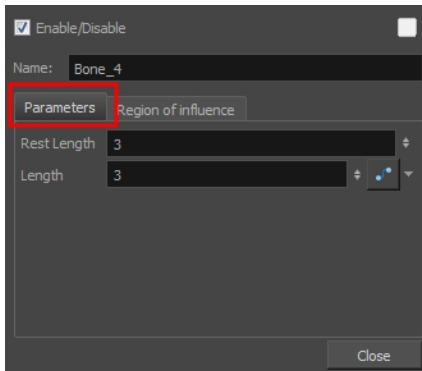 Enable/Disable
Name: Bone_4
Parameters Region of influence
Rest Length 3
Length 3
Close